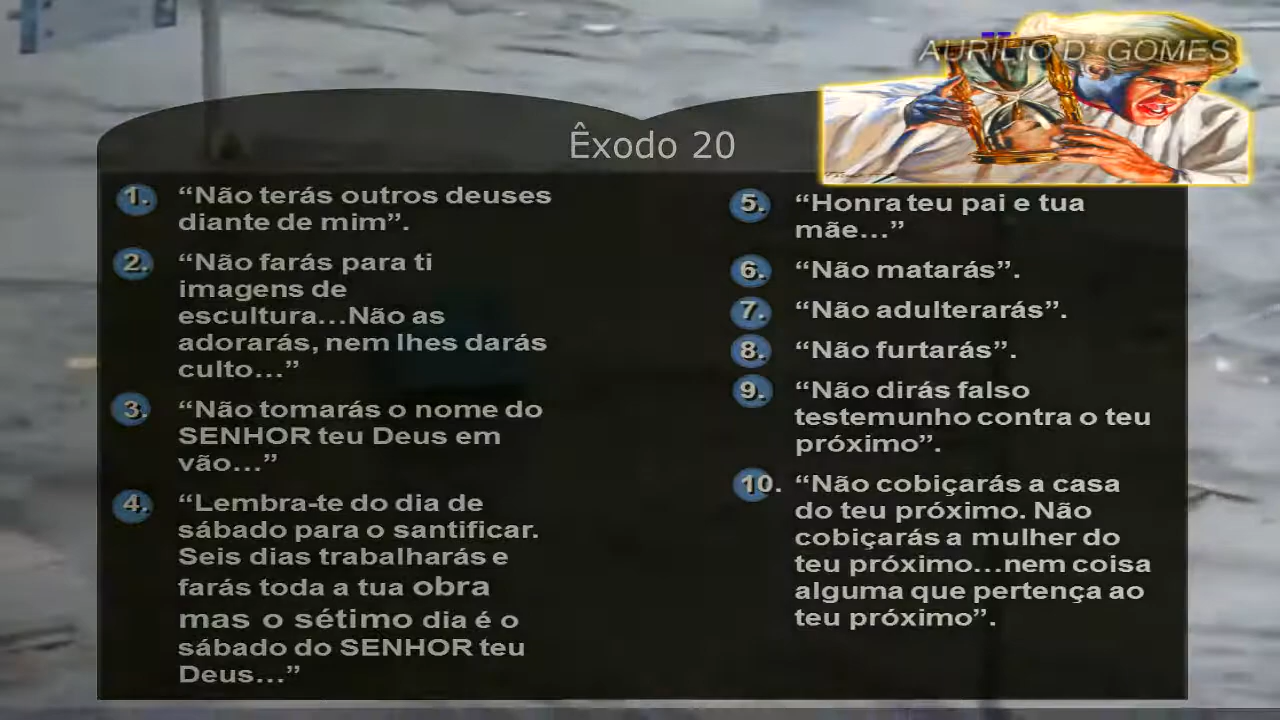 AURÍLIO D' GOMES
Êxodo 20
1. “Não terás outros deuses
diante de mim”.
2. “Não farás para ti
imagens de
escultura...Não as
adorarás, nem lhes darás
culto...”
3. “Não tomarás o nome do
SENHOR teu Deus em
vão...”
4. “Lembra-te do dia de
sábado para o santificar.
Seis dias trabalharás e
farás toda a tua obra
mas o sétimo dia é o
sábado do SENHOR teu
Deus...”
5. “Honra teu pai e tua
mãe...”
6. “Não matarás”.
7. “Não adulterarás”.
8. “Não furtarás”.
9. “Não dirás falso
testemunho contra o teu
próximo”.
10. “Não cobiçarás a casa
do teu próximo. Não
cobiçarás a mulher do
teu próximo...nem coisa
alguma que pertença ao
teu próximo”.